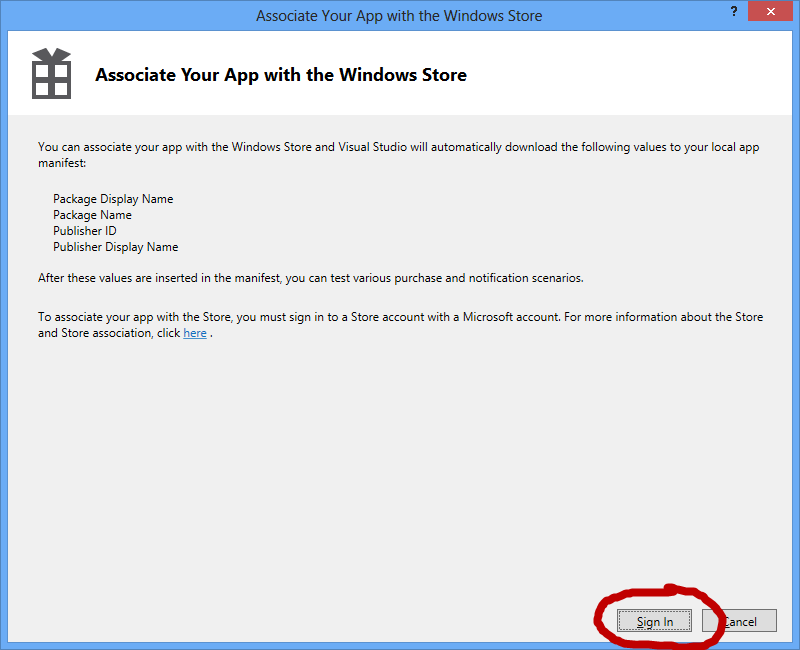 Associate Your App with the Windows Store
?
Associate Your App with the Windows Store
You can associate your app with the Windows Store and Visual Studio will automatically download the following values to your local app
manifest:
Package Display Name
Package Name
Publisher ID
Publisher Display Name
After these values are inserted in the manifest, you can test various purchase and notification scenarios.
To associate your app with the Store, you must sign in to a Store account with a Microsoft account. For more information about the Store
and Store association, click here .
Sign In
Cancel